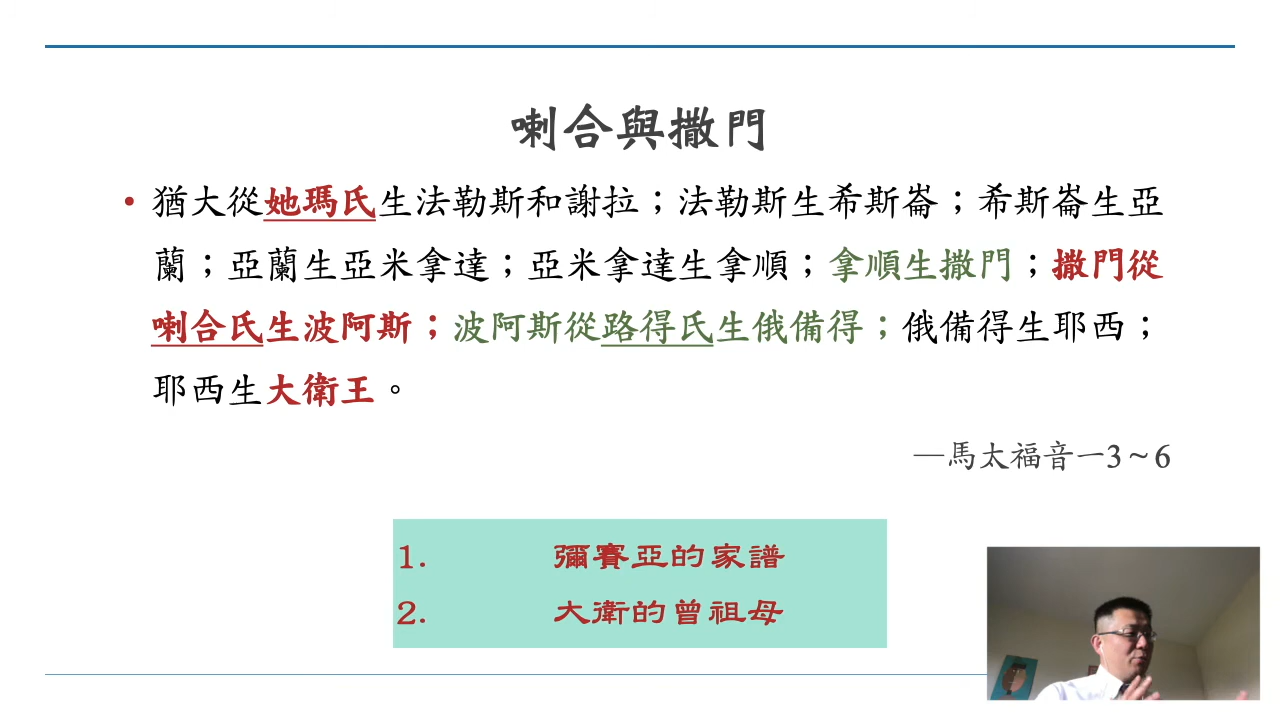 喇合與撒門
• 猶大從她瑪氏生法勒斯和謝拉；法勒斯生希斯崙；希斯崙生亞
蘭；亞蘭生亞米拿達；亞米拿達生拿順；拿順生撒門；撒門從
喇合氏生波阿斯；波阿斯從路得氏生俄備得；俄備得生耶西；
耶西生大衛王。
—馬太福音一3～6
1. 彌賽亞的家譜
2. 大衛的曾祖母